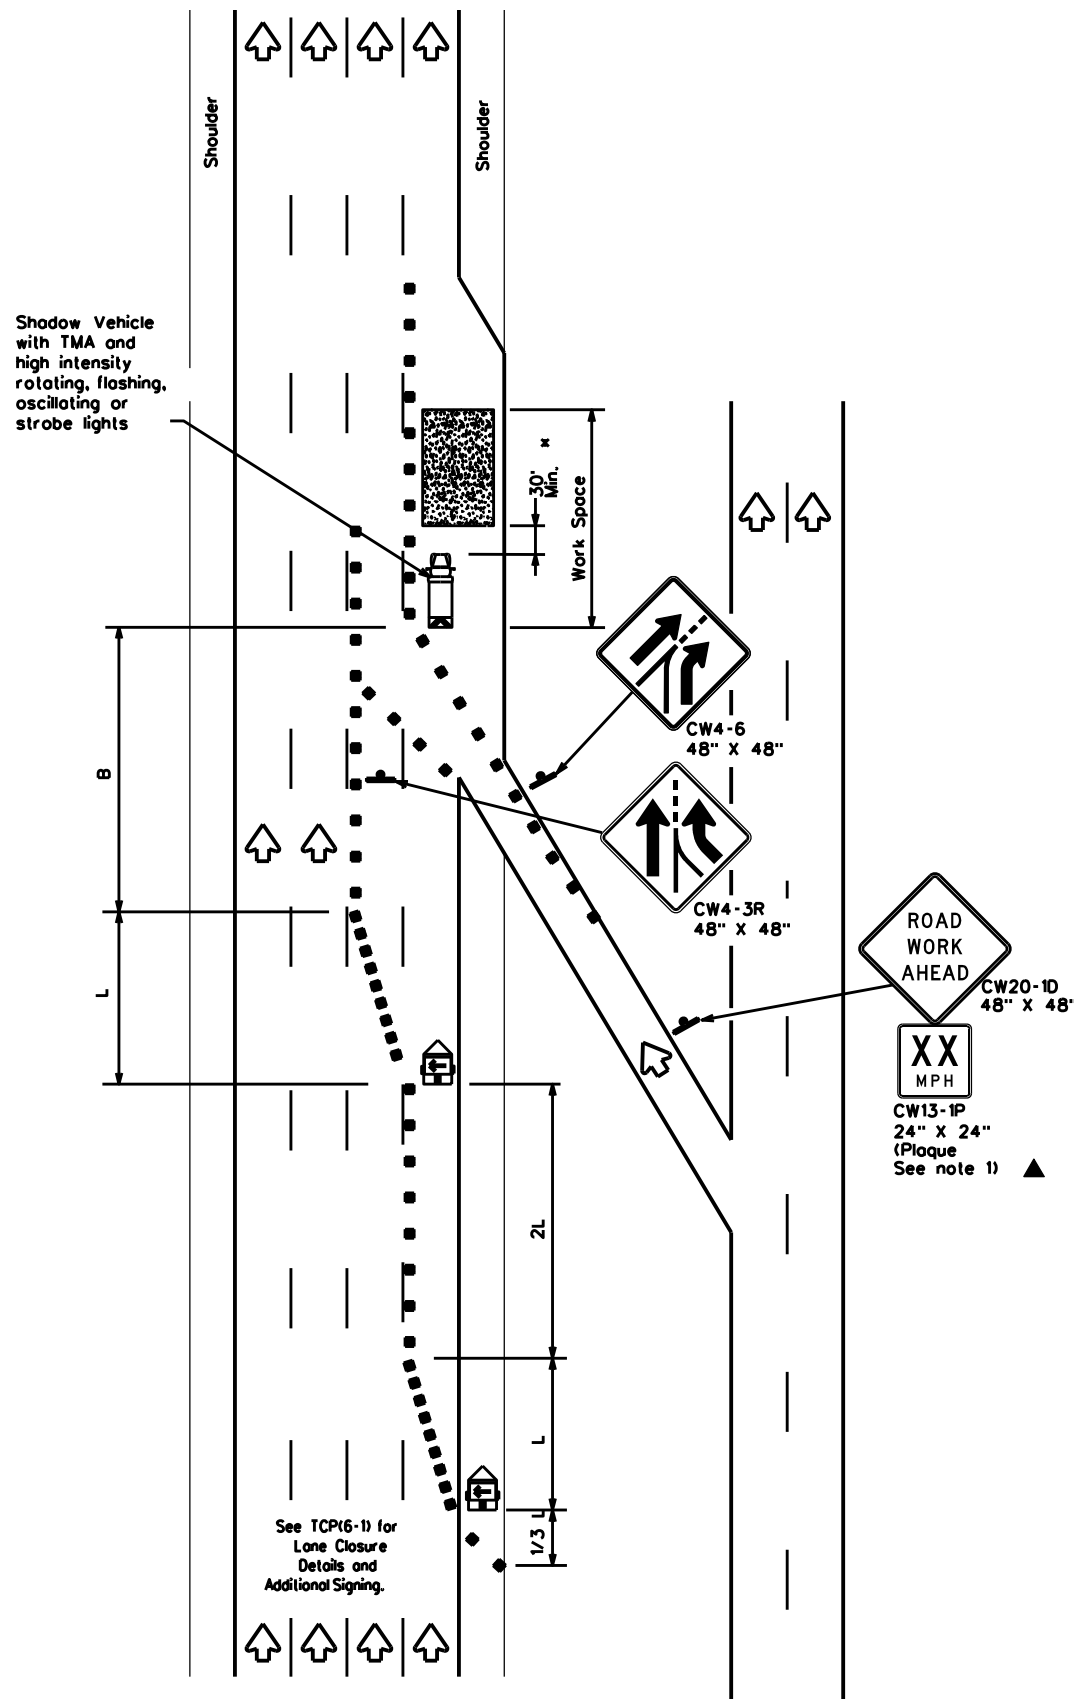 Shoulder
Shoulder
Shadow Vehicle
with TMA and
high intensity
rotating, flashing,
oscillating or
strobe lights
30'
Min.
x
Work Space
CW4-6
48" X 48"
B
CW4-3R
48" X 48"
ROAD
WORK
AHEAD
CW20-1D
48" X 48"
L
XX
MPH
CW13-1P
24" X 24"
(Plaque
See note 1)
2L
L
1/3 L
See TCP(6-1) for
Lane Closure
Details and
Additional Signing.